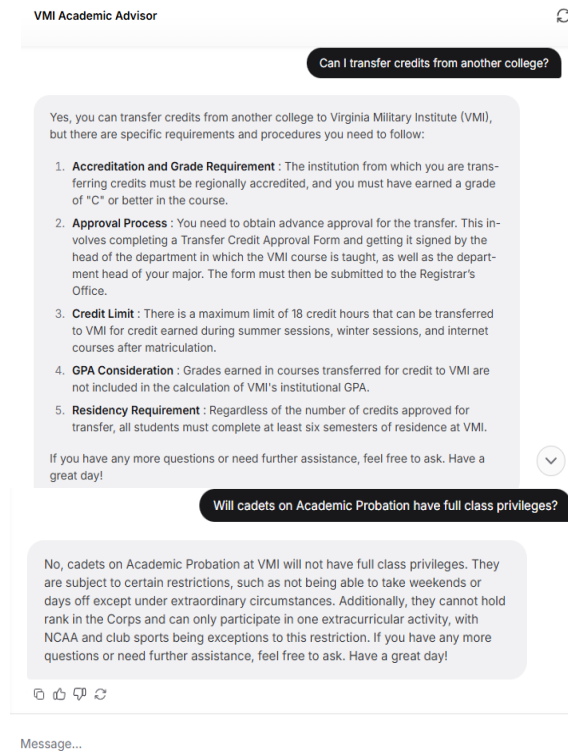 VMI Academic Advisor
Can I transfer credits from another college?
Yes, you can transfer credits from another college to Virginia Military Institute (VMI),
but there are specific requirements and procedures you need to follow:
1. Accreditation and Grade Requirement : The institution from which you are trans-
ferring credits must be regionally accredited, and you must have earned a grade
of "C" or better in the course.
2. Approval Process : You need to obtain advance approval for the transfer. This in-
volves completing a Transfer Credit Approval Form and getting it signed by the
head of the department in which the VMI course is taught, as well as the depart-
ment head of your major. The form must then be submitted to the Registrar's
Office.
3. Credit Limit : There is a maximum limit of 18 credit hours that can be transferred
to VMI for credit earned during summer sessions, winter sessions, and internet
courses after matriculation.
4. GPA Consideration : Grades earned in courses transferred for credit to VMI are
not included in the calculation of VMI's institutional GPA.
5. Residency Requirement : Regardless of the number of credits approved for
transfer, all students must complete at least six semesters of residence at VMI.
If you have any more questions or need further assistance, feel free to ask. Have a
great day!
Will cadets on Academic Probation have full class privileges?
No, cadets on Academic Probation at VMI will not have full class privileges. They
are subject to certain restrictions, such as not being able to take weekends or
days off except under extraordinary circumstances. Additionally, they cannot hold
rank in the Corps and can only participate in one extracurricular activity, with
NCAA and club sports being exceptions to this restriction. If you have any more
questions or need further assistance, feel free to ask. Have a great day!
Message...